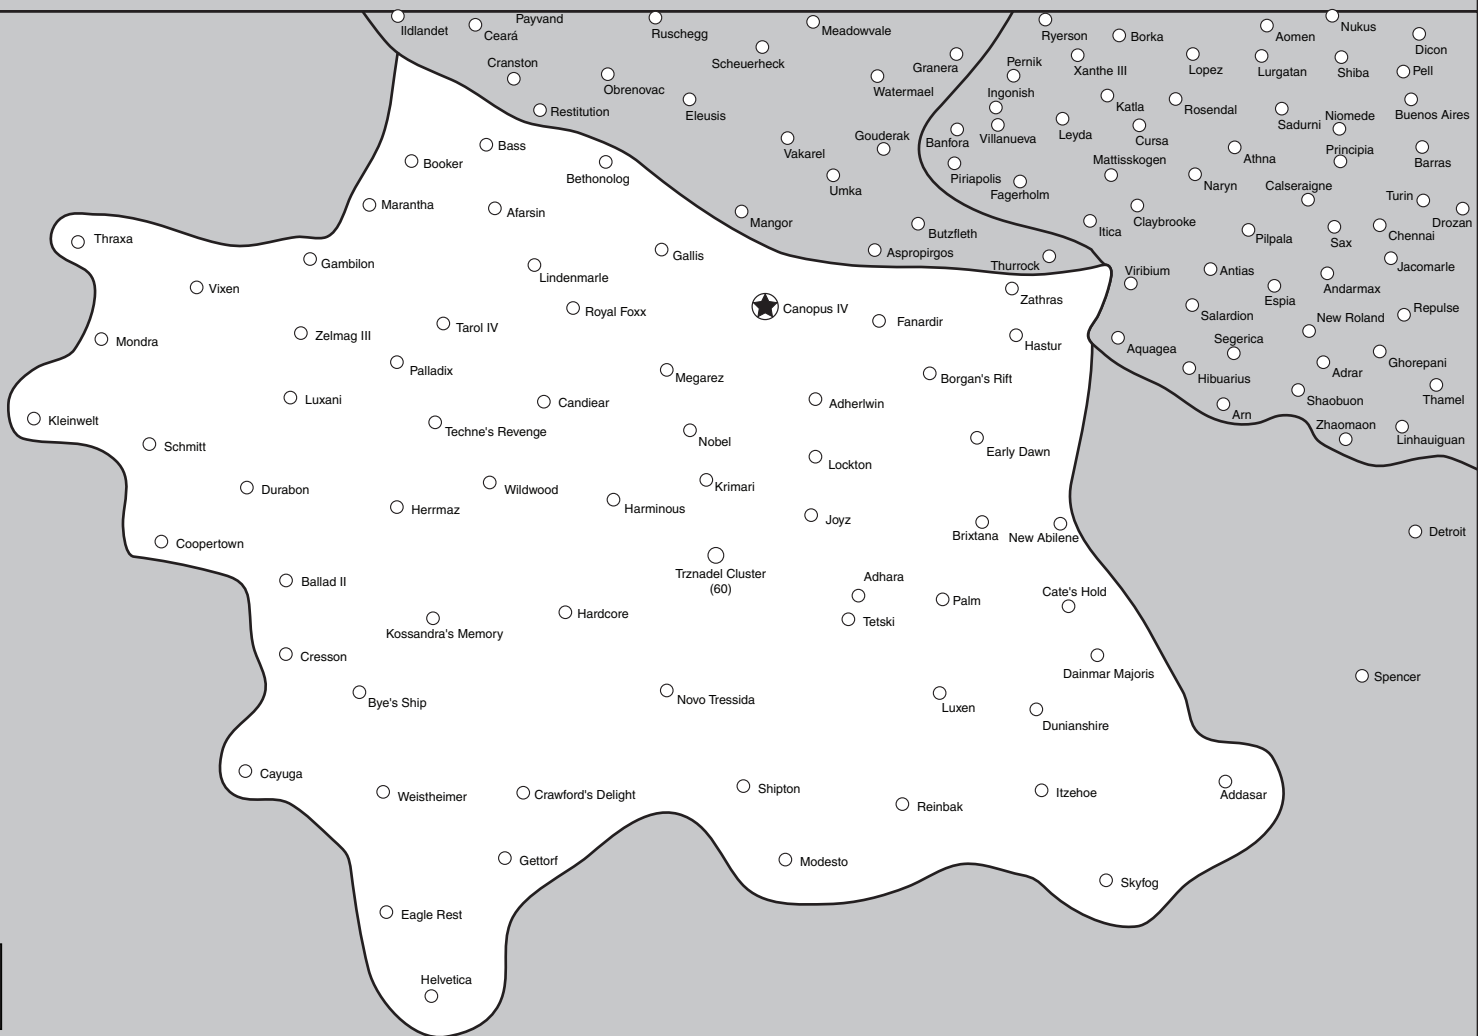 Ildlandet
Payvand
Ceará
Ruschegg
Meadowvale
Ryerson
Borka
Aomen
Nukus
Dicon
Cranston
Scheuerheck
Granera
Pernik
Xanthe III
Lopez
Lurgatan
Shiba
Pell
Obrenovac
Watermael
Ingonish
Restitution
Eleusis
Katla
Rosendal
Sadurni
Niomede
Buenos Aires
Vakarel
Gouderak
Banfora
Villanueva
Leyda
Cursa
Bass
Booker
Bethonolog
Mattisskogen
Athna
Principia
Barras
Umka
Piriapolis
Fagerholm
Naryn
Calseraigne
Turin
Marantha
Afarsin
Mangor
Butzfleth
Itica
Claybrooke
Pilpala
Sax
Chennai
Drozan
Thraxa
Gambilon
Gallis
Aspropirgos
Thurrock
Viribium
Antias
Jacomarle
Lindenmarle
Vixen
Royal Foxx
Canopus IV
Zathras
Espia
Andarmax
Salardion
New Roland
Repulse
Mondra
Zelmag III
Tarol IV
Fanardir
Hastur
Aquagea
Segerica
Ghorepani
Palladix
Megarez
Borgan's Rift
Hibuarius
Adrar
Luxani
Candiear
Adherlwin
Arn
Shaobuon
Thamel
Kleinwelt
Techne's Revenge
Nobel
Zhaomaon
Linhauiguan
Schmitt
Early Dawn
Lockton
Durabon
Wildwood
Krimari
Herrmaz
Harminous
Joyz
Brixtana
New Abilene
Detroit
Coopertown
Trznadel Cluster
(60)
Adhara
Ballad II
Cate's Hold
Palm
Hardcore
Tetski
Kossandra's Memory
Cresson
Dainmar Majoris
Spencer
Bye's Ship
Novo Tressida
Luxen
Dunianshire
Cayuga
Weistheimer
Crawford's Delight
Shipton
Reinbak
Itzehoe
Addasar
Gettorf
Modesto
Skyfog
Eagle Rest
Helvetica